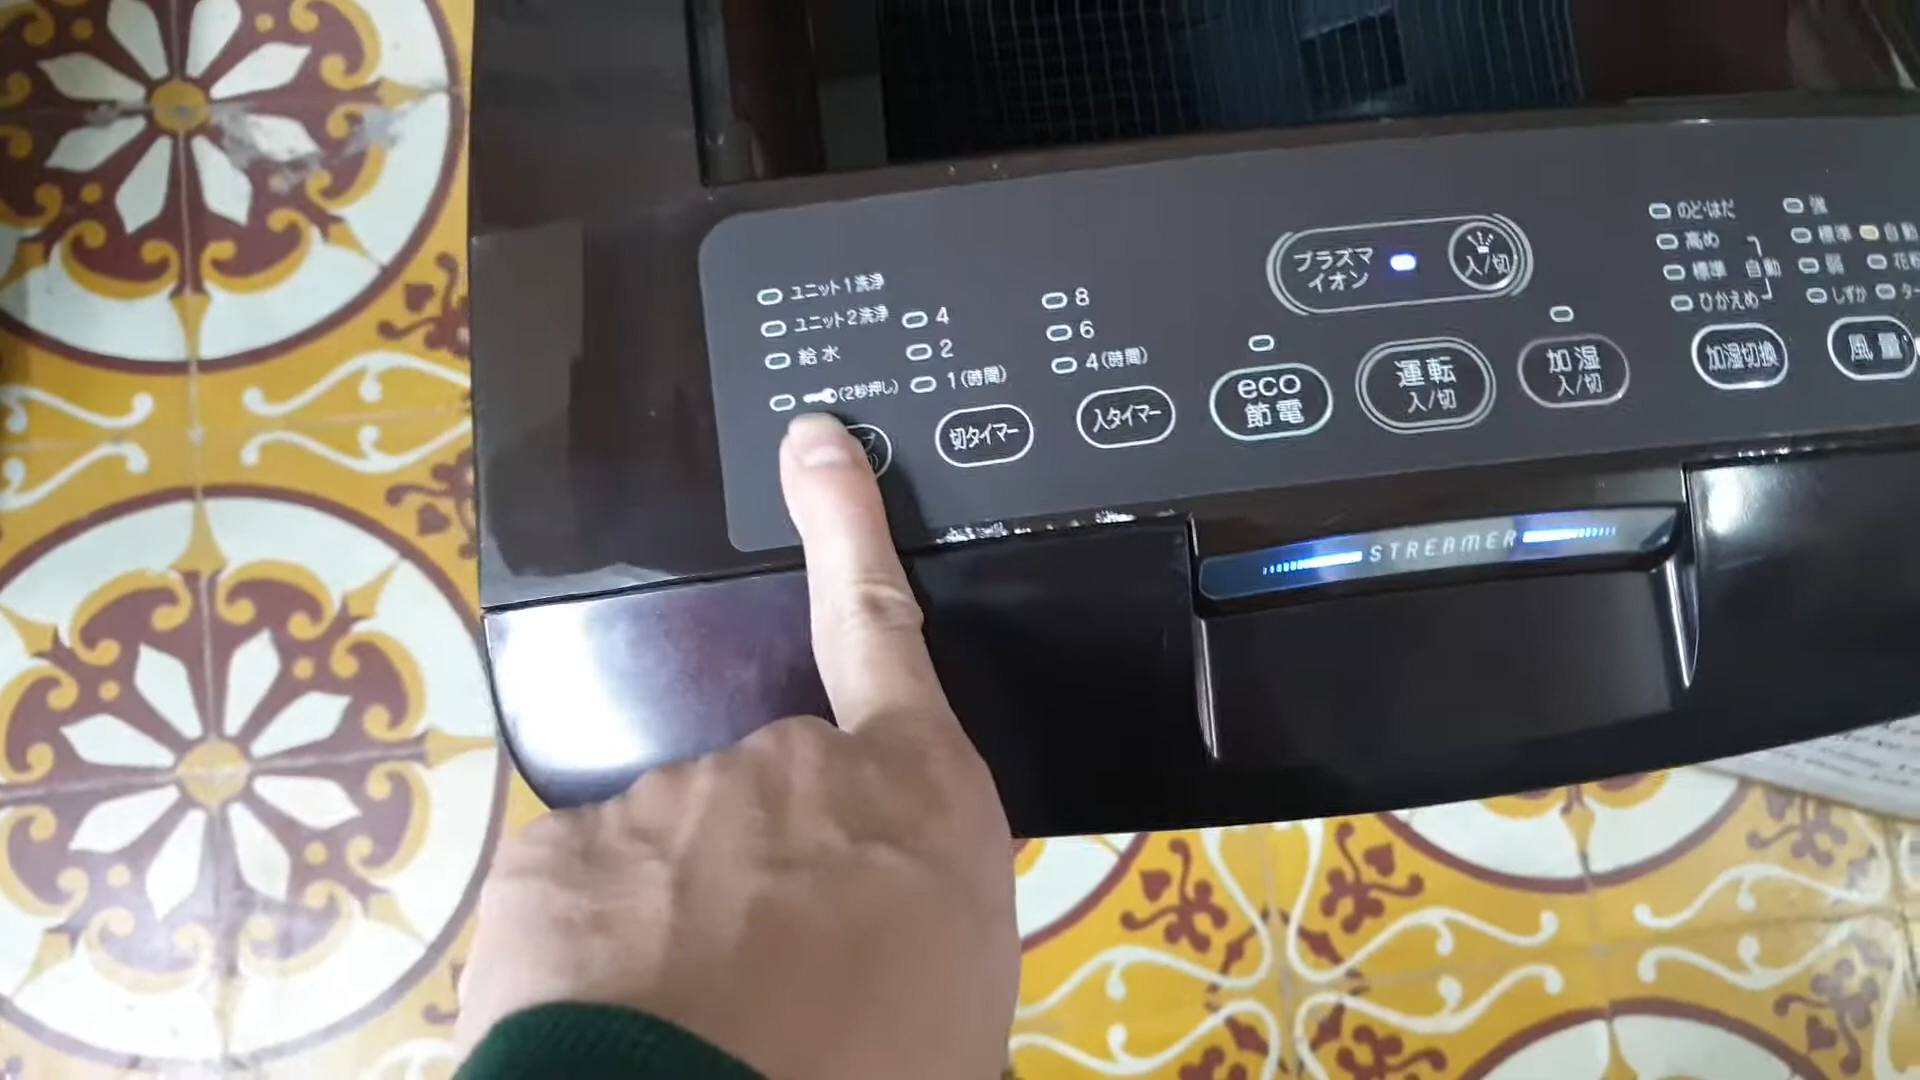 ユニット1洗浄
ユニット2洗浄
給水
(2秒押し)
4
2
1(時間)
切タイマー
8
6
4(時間)
入タイマー
eco
節電
プラズマ
イオン
入/切
運転
入/切
加湿
入/切
のど・はだ
高め
標準
自動
ひかえめ
加湿切換
強
標準
弱
しずか
自動
花粉
ター
風量
STREAMER